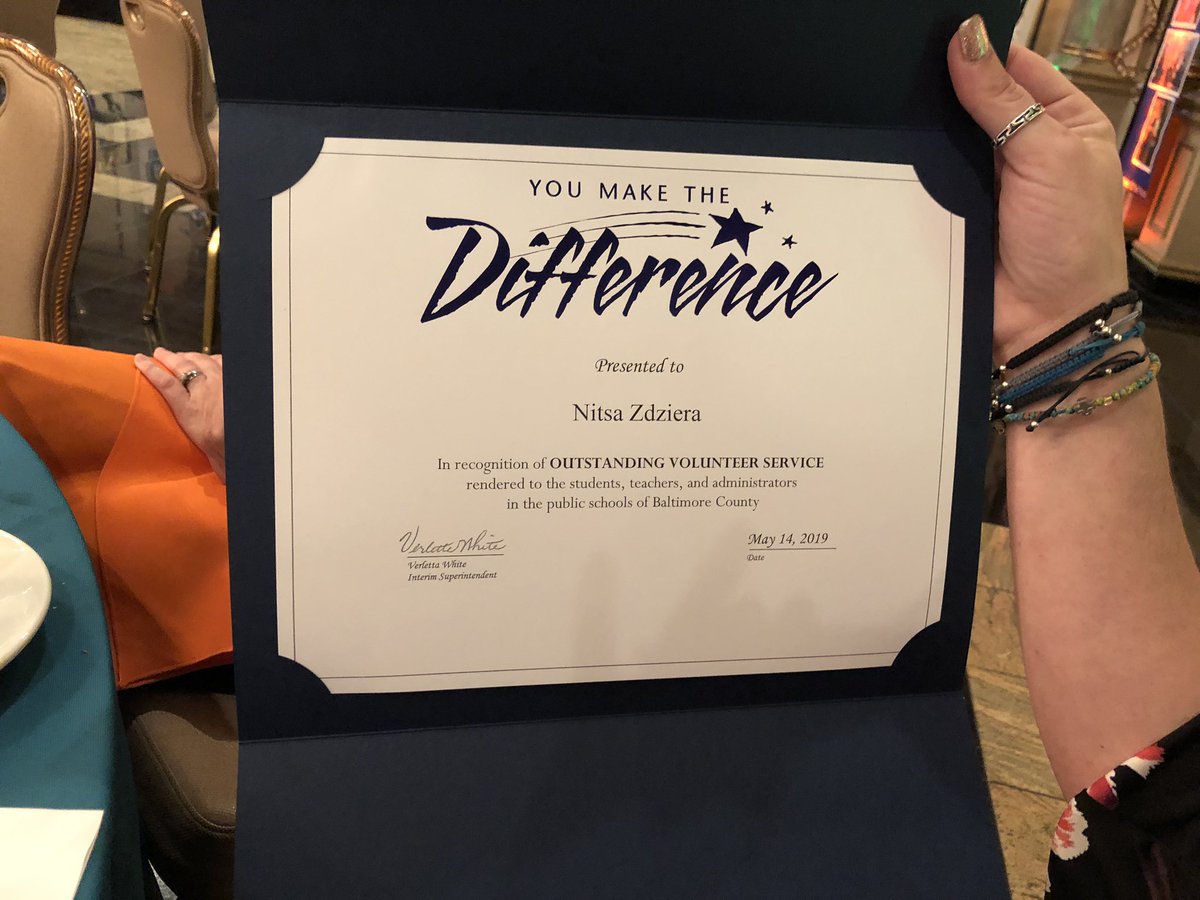 YOU MAKE THE
Difference
Presented to
Nitsa Zdziera
In recognition of OUTSTANDING VOLUNTEER SERVICE
rendered to the students, teachers, and administrators
in the public schools of Baltimore County
Verletta White
May 14, 2019
Verletta White
Date
Interim Superintendent